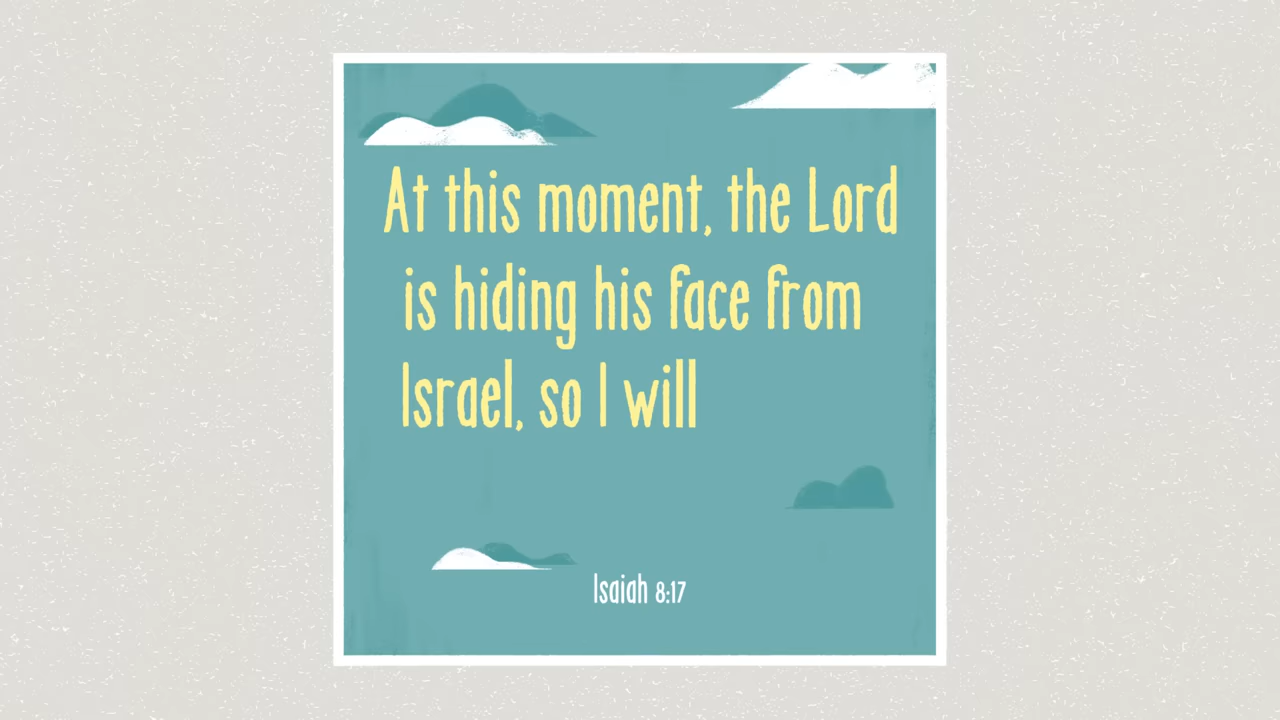 At this moment, the Lord
is hiding his face from
Israel, so I will
Isaiah 8:17